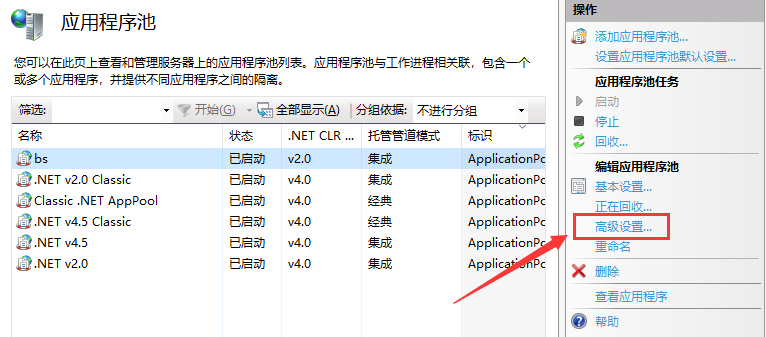 应用程序池
您可以在此页上查看和管理服务器上的应用程序池列表。应用程序池与工作进程相关联，包含一个
或多个应用程序，并提供不同应用程序之间的隔离。
筛选: 开始(G) 全部显示(A) 分组依据: 不进行分组
名称 状态 .NET CLR ... 托管管道模式 标识
bs 已启动 v2.0 集成 ApplicationPo
.NET v2.0 Classic 已启动 v4.0 集成 ApplicationPo
Classic .NET AppPool 已启动 v4.0 经典 ApplicationPo
.NET v4.5 Classic 已启动 v4.0 经典 ApplicationPo
.NET v4.5 已启动 v4.0 集成 ApplicationPo
.NET v2.0 已启动 v4.0 集成 ApplicationPo
操作
添加应用程序池...
设置应用程序池默认设置...
应用程序池任务
启动
停止
回收...
编辑应用程序池
基本设置...
正在回收...
高级设置...
重命名
删除
查看应用程序
帮助